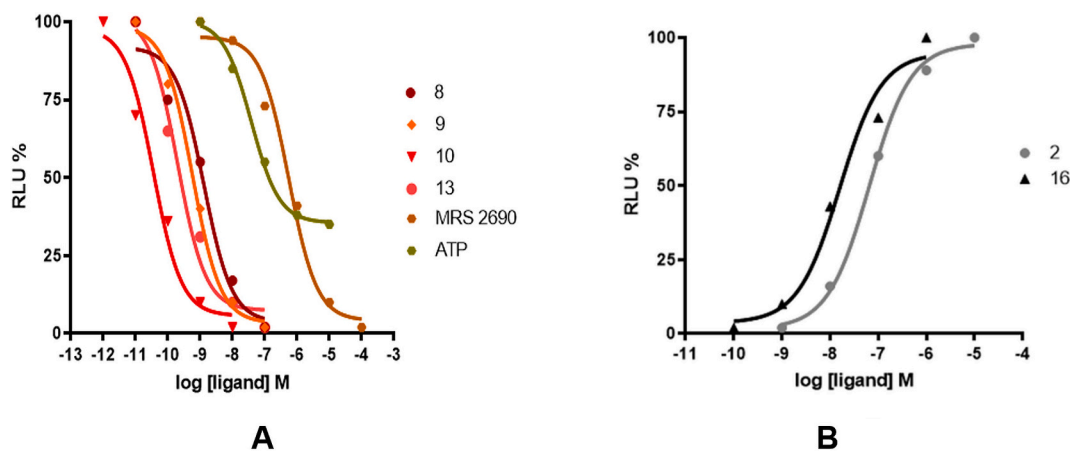 100
75
50
25
0
RLU %
-13 -12 -11 -10 -9 -8 -7 -6 -5 -4 -3
log [ligand] M
8
9
10
13
MRS 2690
ATP
A
100
75
50
25
0
RLU %
-11 -10 -9 -8 -7 -6 -5 -4
log [ligand] M
2
16
B